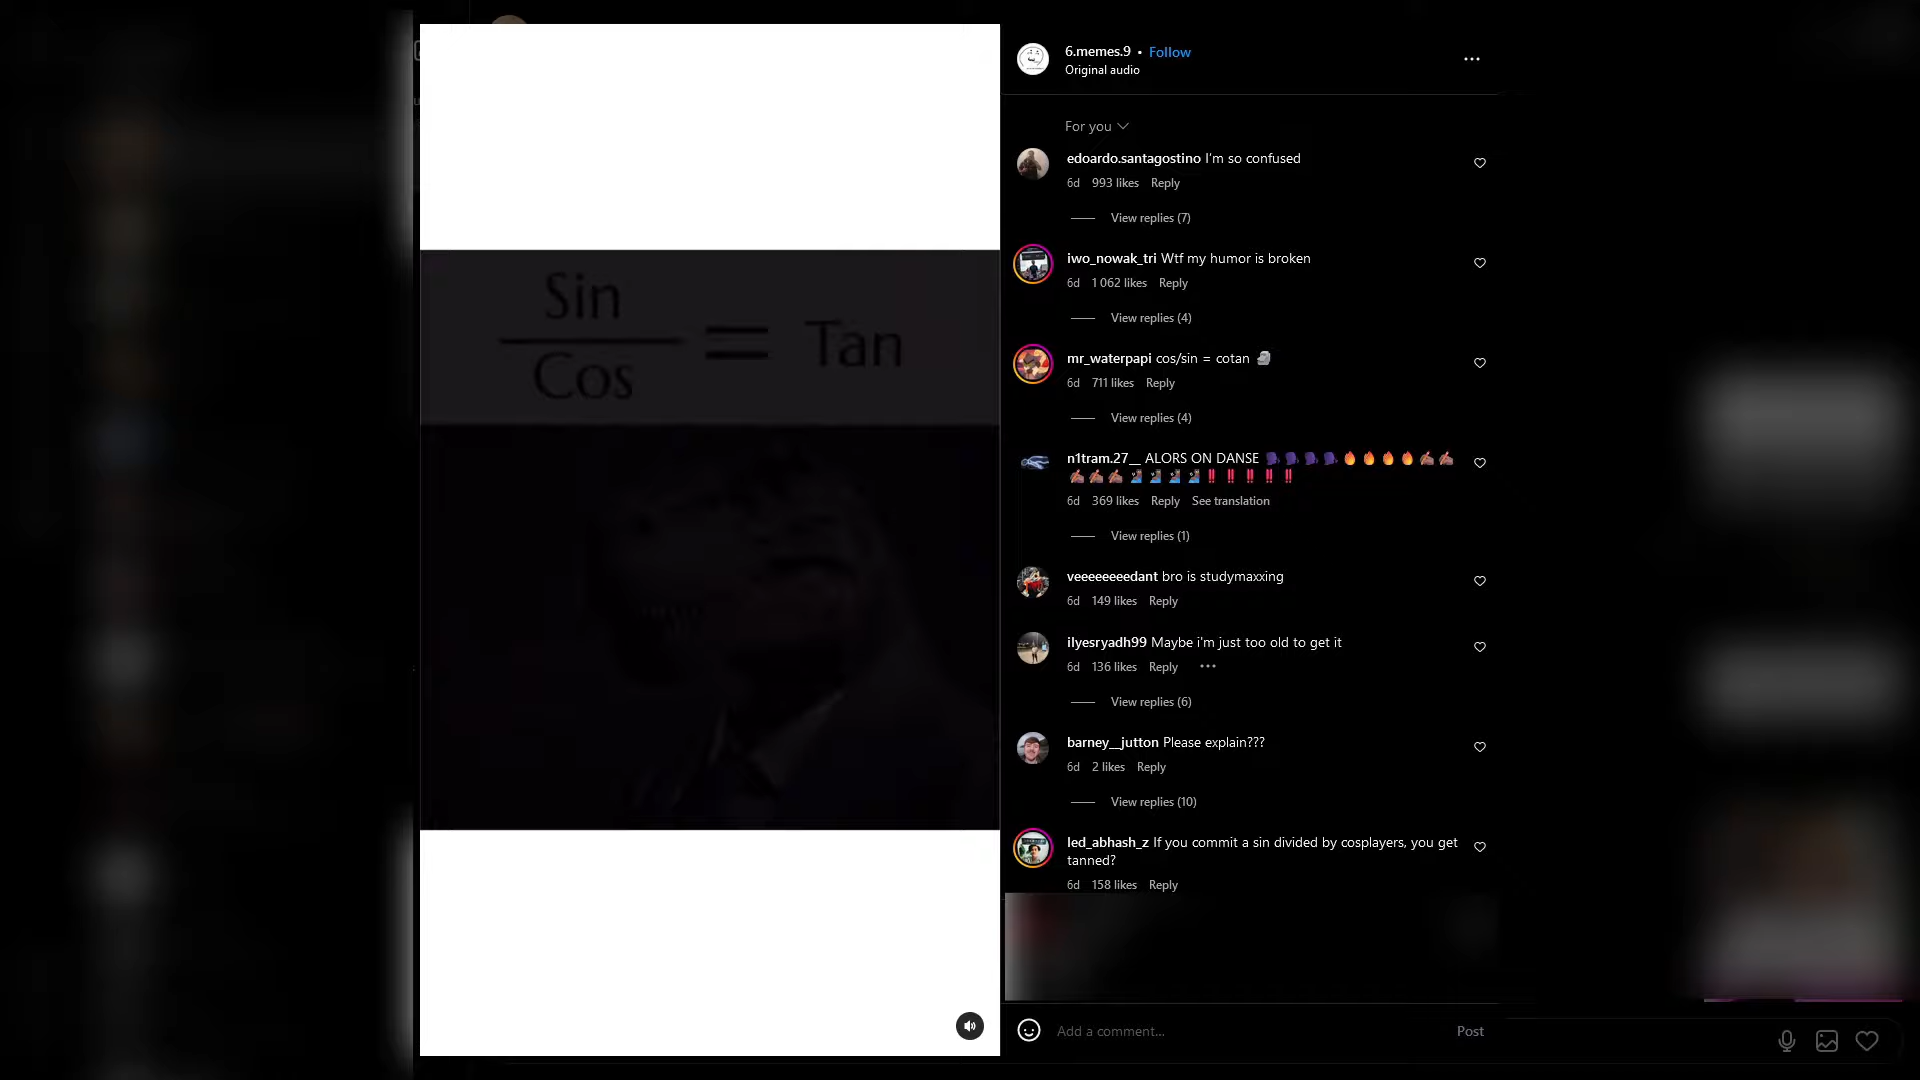 Sin
Cos
= Tan
6.memes.9 • Follow
Original audio
For you
edoardo.santagostino I'm so confused
6d 993 likes Reply
View replies (7)
iwo_nowak_tri Wtf my humor is broken
6d 1 062 likes Reply
View replies (4)
mr_waterpapi cos/sin = cotan 🗿
6d 711 likes Reply
View replies (4)
n1tram.27__ ALORS ON DANSE 🗣🗣🗣🗣🔥🔥🔥🔥
‼‼‼‼‼
6d 369 likes Reply See translation
View replies (1)
veeeeeeeedant bro is studymaxxing
6d 149 likes Reply
ilyesryadh99 Maybe i'm just too old to get it
6d 136 likes Reply
View replies (6)
barney__jutton Please explain???
6d 2 likes Reply
View replies (10)
led_abhash_z If you commit a sin divided by cosplayers, you get
tanned?
6d 158 likes Reply
Add a comment...
Post